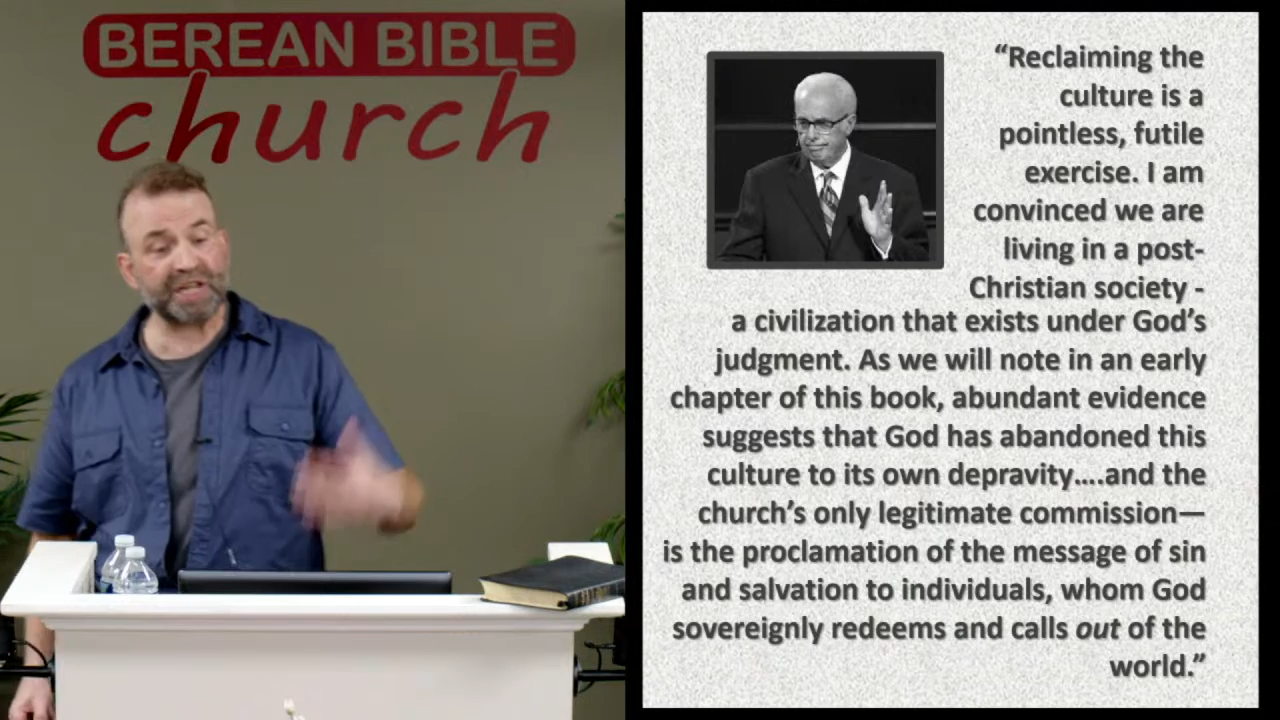 BEREAN BIBLE
church
“Reclaiming the
culture is a
pointless, futile
exercise. I am
convinced we are
living in a post-
Christian society -
a civilization that exists under God’s
judgment. As we will note in an early
chapter of this book, abundant evidence
suggests that God has abandoned this
culture to its own depravity….and the
church’s only legitimate commission—
is the proclamation of the message of sin
and salvation to individuals, whom God
sovereignly redeems and calls out of the
world.”